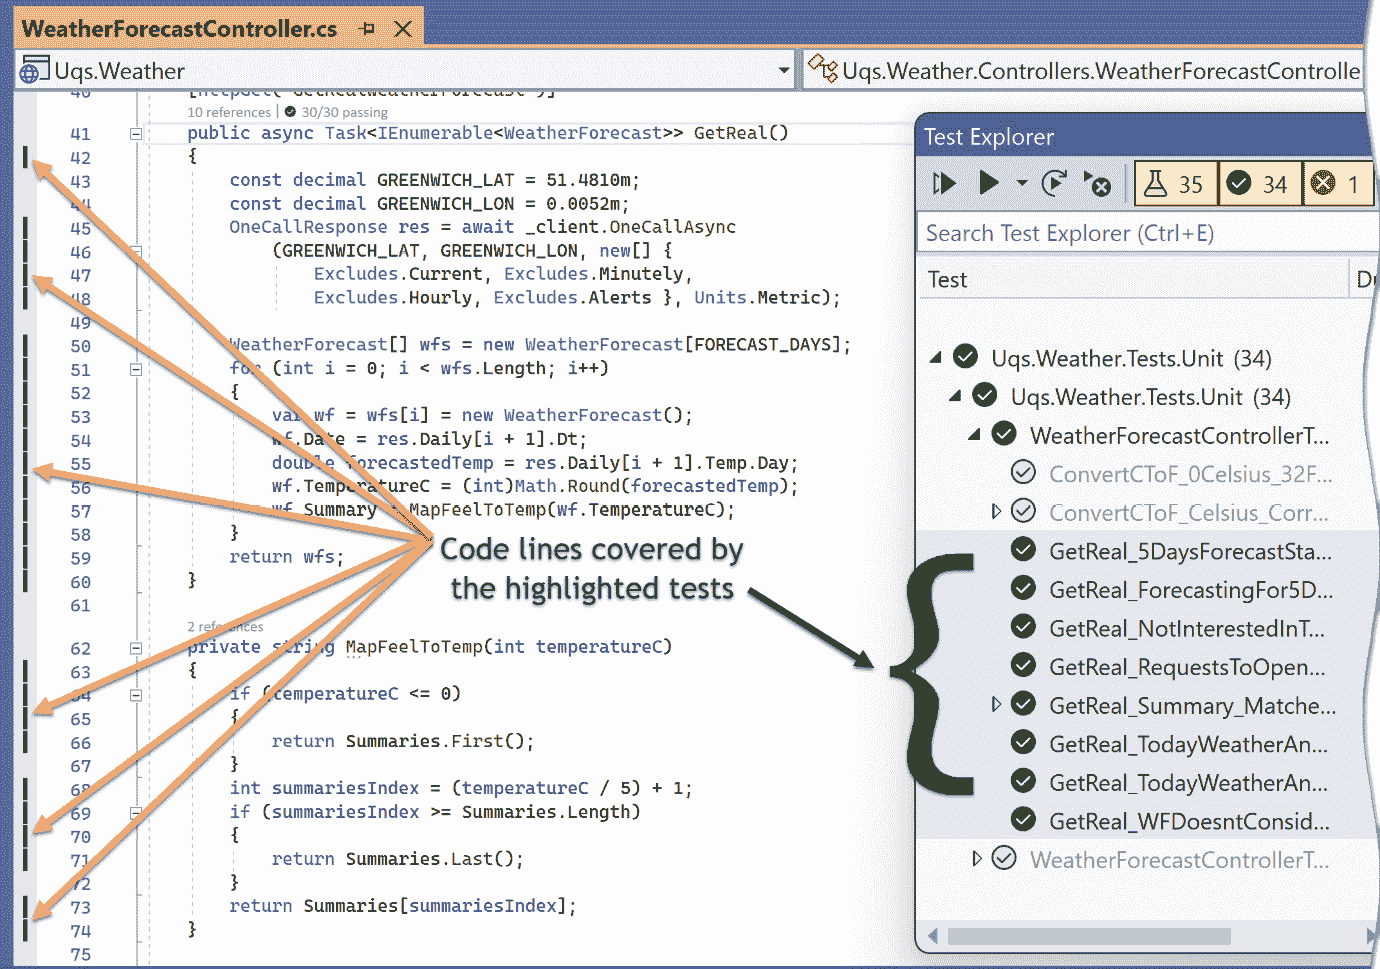 WeatherForecastController.cs
Uqs.Weather
Uqs.Weather.Controllers.WeatherForecastControlle
40 [HttpGet("GetRealWeatherForecast")]
10 references | 30/30 passing
41 public async Task<IEnumerable<WeatherForecast>> GetReal()
42 {
43 const decimal GREENWICH_LAT = 51.4810m;
44 const decimal GREENWICH_LON = 0.0052m;
45 OneCallResponse res = await _client.OneCallAsync
46 (GREENWICH_LAT, GREENWICH_LON, new[] {
47 Excludes.Current, Excludes.Minutely,
48 Excludes.Hourly, Excludes.Alerts }, Units.Metric);
49
50 WeatherForecast[] wfs = new WeatherForecast[FORECAST_DAYS];
51 for (int i = 0; i < wfs.Length; i++)
52 {
53 var wf = wfs[i] = new WeatherForecast();
54 wf.Date = res.Daily[i + 1].Dt;
55 double forecastedTemp = res.Daily[i + 1].Temp.Day;
56 wf.TemperatureC = (int)Math.Round(forecastedTemp);
57 wf.Summary = MapFeelToTemp(wf.TemperatureC);
58 }
59 return wfs;
60 }
61
2 references
62 private string MapFeelToTemp(int temperatureC)
63 {
64 if (temperatureC <= 0)
65 {
66 return Summaries.First();
67 }
68 int summariesIndex = (temperatureC / 5) + 1;
69 if (summariesIndex >= Summaries.Length)
70 {
71 return Summaries.Last();
72 }
73 return Summaries[summariesIndex];
74 }
75
Code lines covered by
the highlighted tests
{
Test Explorer
35 34 1
Search Test Explorer (Ctrl+E)
Test
Uqs.Weather.Tests.Unit (34)
Uqs.Weather.Tests.Unit (34)
WeatherForecastControllerT...
ConvertCToF_0Celsius_32F...
ConvertCToF_Celsius_Corr...
GetReal_5DaysForecastSta...
GetReal_ForecastingFor5D...
GetReal_NotInterestedInT...
GetReal_RequestsToOpen...
GetReal_Summary_Matche...
GetReal_TodayWeatherAn...
GetReal_TodayWeatherAn...
GetReal_WFDoesntConsid...
WeatherForecastControllerT...